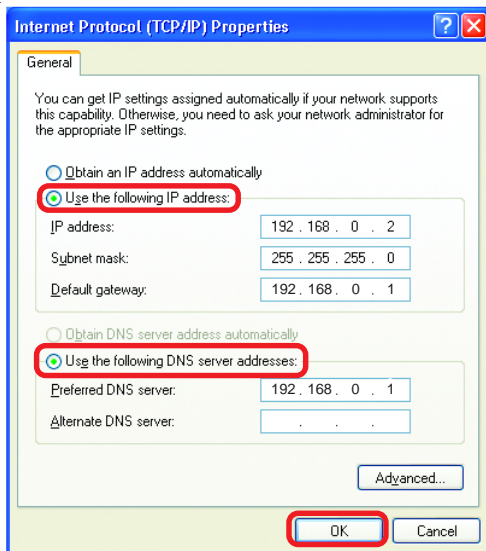 Internet Protocol (TCP/IP) Properties
General
You can get IP settings assigned automatically if your network supports
this capability. Otherwise, you need to ask your network administrator for
the appropriate IP settings.
Obtain an IP address automatically
Use the following IP address:
IP address: 192 . 168 . 0 . 2
Subnet mask: 255 . 255 . 255 . 0
Default gateway: 192 . 168 . 0 . 1
Obtain DNS server address automatically
Use the following DNS server addresses:
Preferred DNS server: 192 . 168 . 0 . 1
Alternate DNS server: . . .
Advanced...
OK Cancel